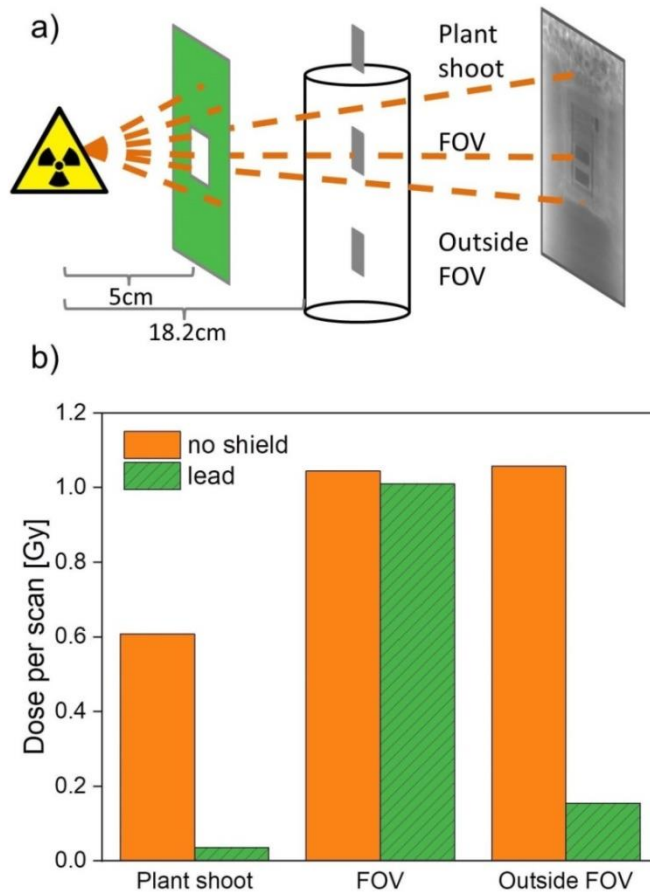 a)
Plant
shoot
FOV
Outside
FOV
5cm
18.2cm
b)
1.2
1.0
0.8
0.6
0.4
0.2
0.0
Dose per scan [Gy]
no shield
lead
Plant shoot
FOV
Outside FOV